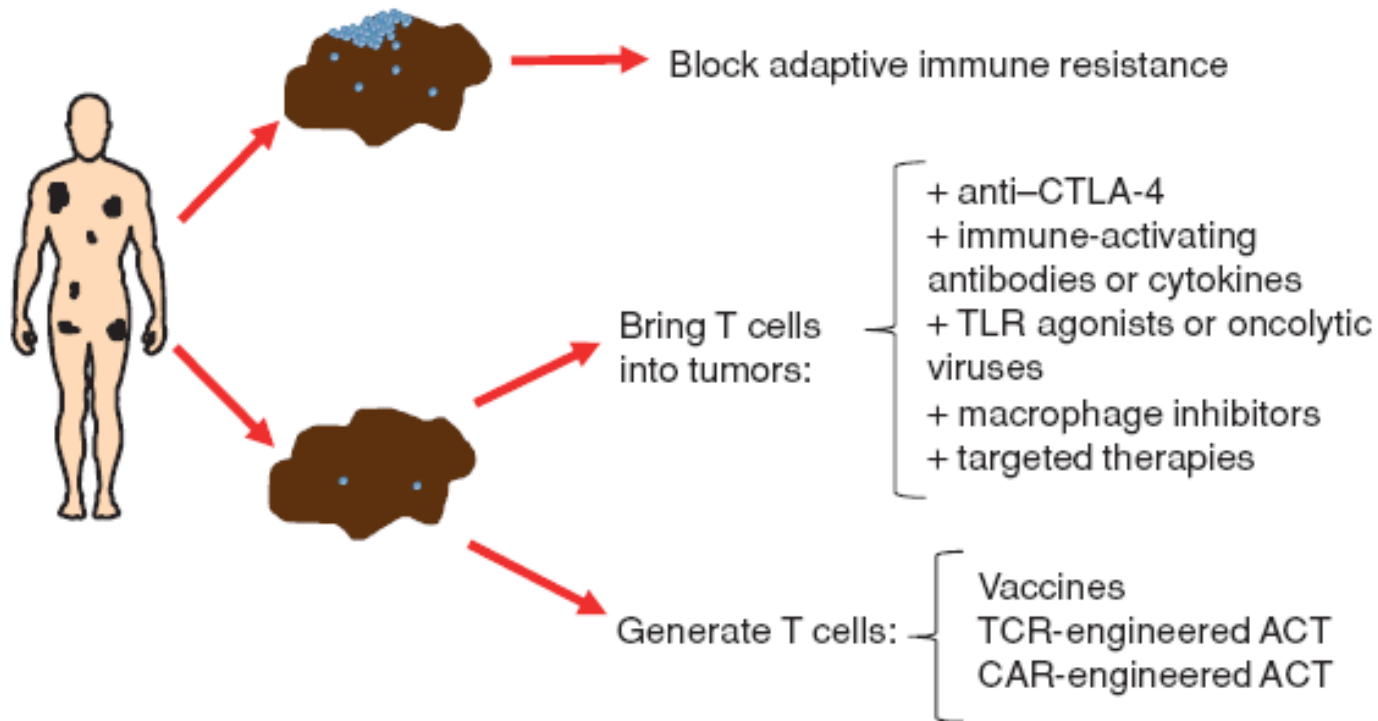 Block adaptive immune resistance
Bring T cells
into tumors:
+ anti–CTLA-4
+ immune-activating
antibodies or cytokines
+ TLR agonists or oncolytic
viruses
+ macrophage inhibitors
+ targeted therapies
Generate T cells:
Vaccines
TCR-engineered ACT
CAR-engineered ACT